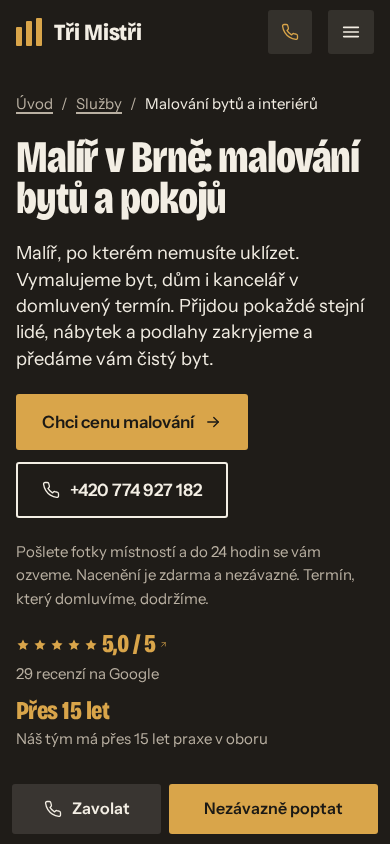 Tři Mistři
Úvod / Služby / Malování bytů a interiérů
Malíř v Brně: malování
bytů a pokojů
Malíř, po kterém nemusíte uklízet.
Vymalujeme byt, dům i kancelář v
domluvený termín. Přijdou pokaždé stejní
lidé, nábytek a podlahy zakryjeme a
předáme vám čistý byt.
Chci cenu malování →
+420 774 927 182
Pošlete fotky místností a do 24 hodin se vám
ozveme. Nacenění je zdarma a nezávazné. Termín,
který domluvíme, dodržíme.
★ ★ ★ ★ ★ 5,0 / 5 ↗
29 recenzí na Google
Přes 15 let
Náš tým má přes 15 let praxe v oboru
Zavolat
Nezávazně poptat